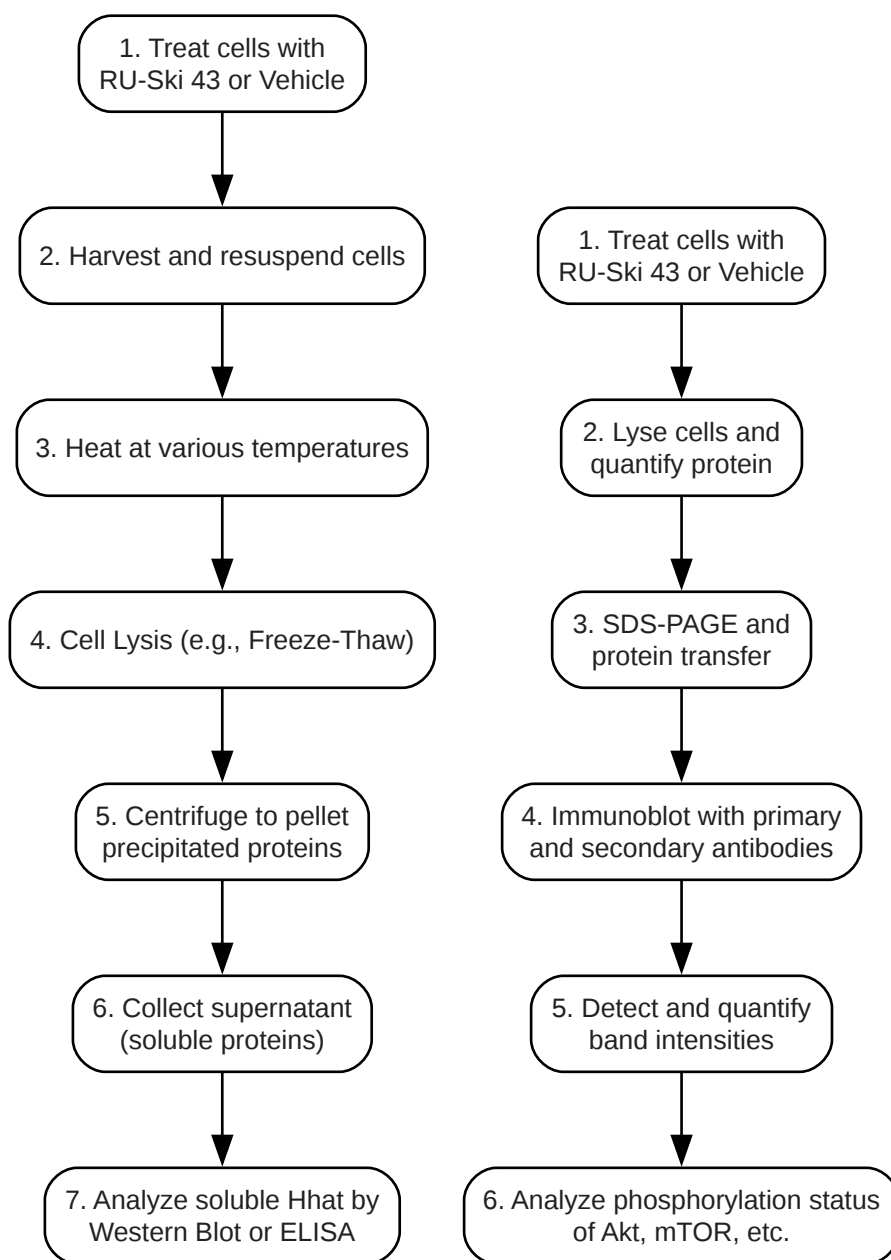 1. Treat cells with
RU-Ski 43 or Vehicle
2. Harvest and resuspend cells
3. Heat at various temperatures
4. Cell Lysis (e.g., Freeze-Thaw)
5. Centrifuge to pellet
precipitated proteins
6. Collect supernatant
(soluble proteins)
7. Analyze soluble Hhat by
Western Blot or ELISA
1. Treat cells with
RU-Ski 43 or Vehicle
2. Lyse cells and
quantify protein
3. SDS-PAGE and
protein transfer
4. Immunoblot with primary
and secondary antibodies
5. Detect and quantify
band intensities
6. Analyze phosphorylation status
of Akt, mTOR, etc.